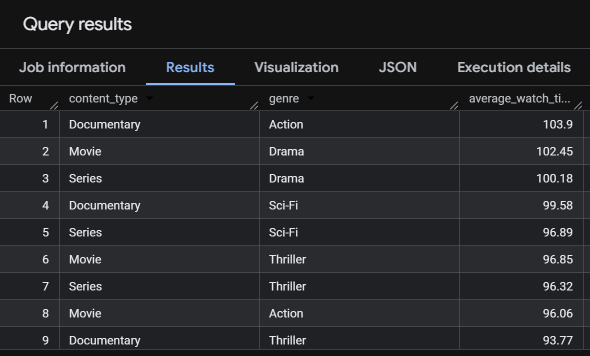 Query results
Job information Results Visualization JSON Execution details
Row content_type genre average_watch_ti...
1 Documentary Action 103.9
2 Movie Drama 102.45
3 Series Drama 100.18
4 Documentary Sci-Fi 99.58
5 Series Sci-Fi 96.89
6 Movie Thriller 96.85
7 Series Thriller 96.32
8 Movie Action 96.06
9 Documentary Thriller 93.77